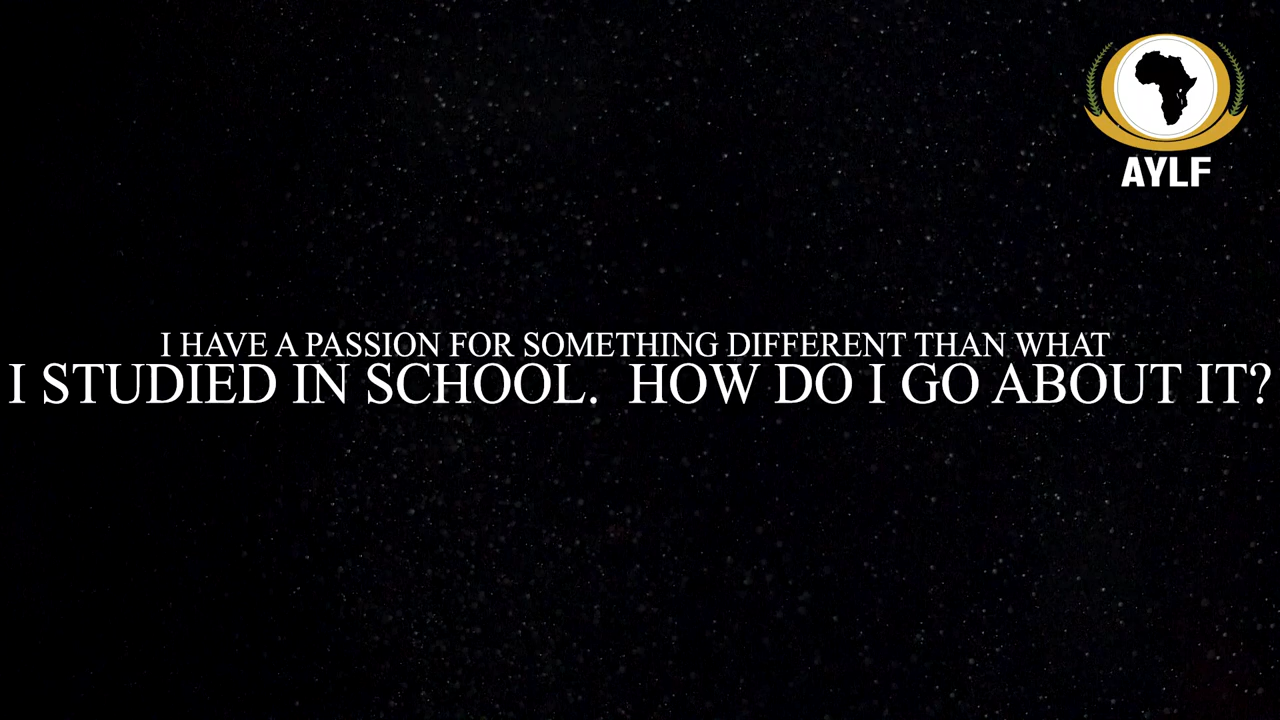 AYLF
I HAVE A PASSION FOR SOMETHING DIFFERENT THAN WHAT
I STUDIED IN SCHOOL.  HOW DO I GO ABOUT IT?